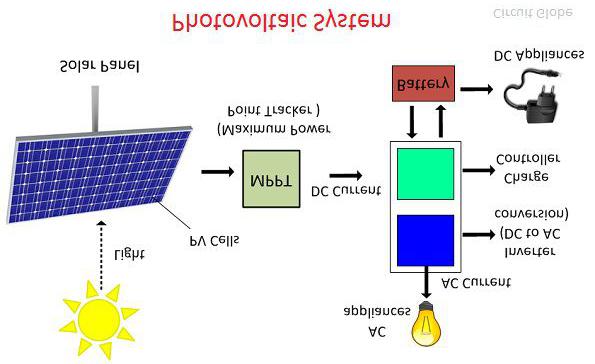 Photovoltaic System
Circuit Globe
Solar Panel
DC Appliances
Battery
(Maximum Power
Point Tracker )
MPPT
DC Current
Charge
Controller
PV Cells
Light
Inverter
(DC to AC
conversion)
AC Current
AC
appliances